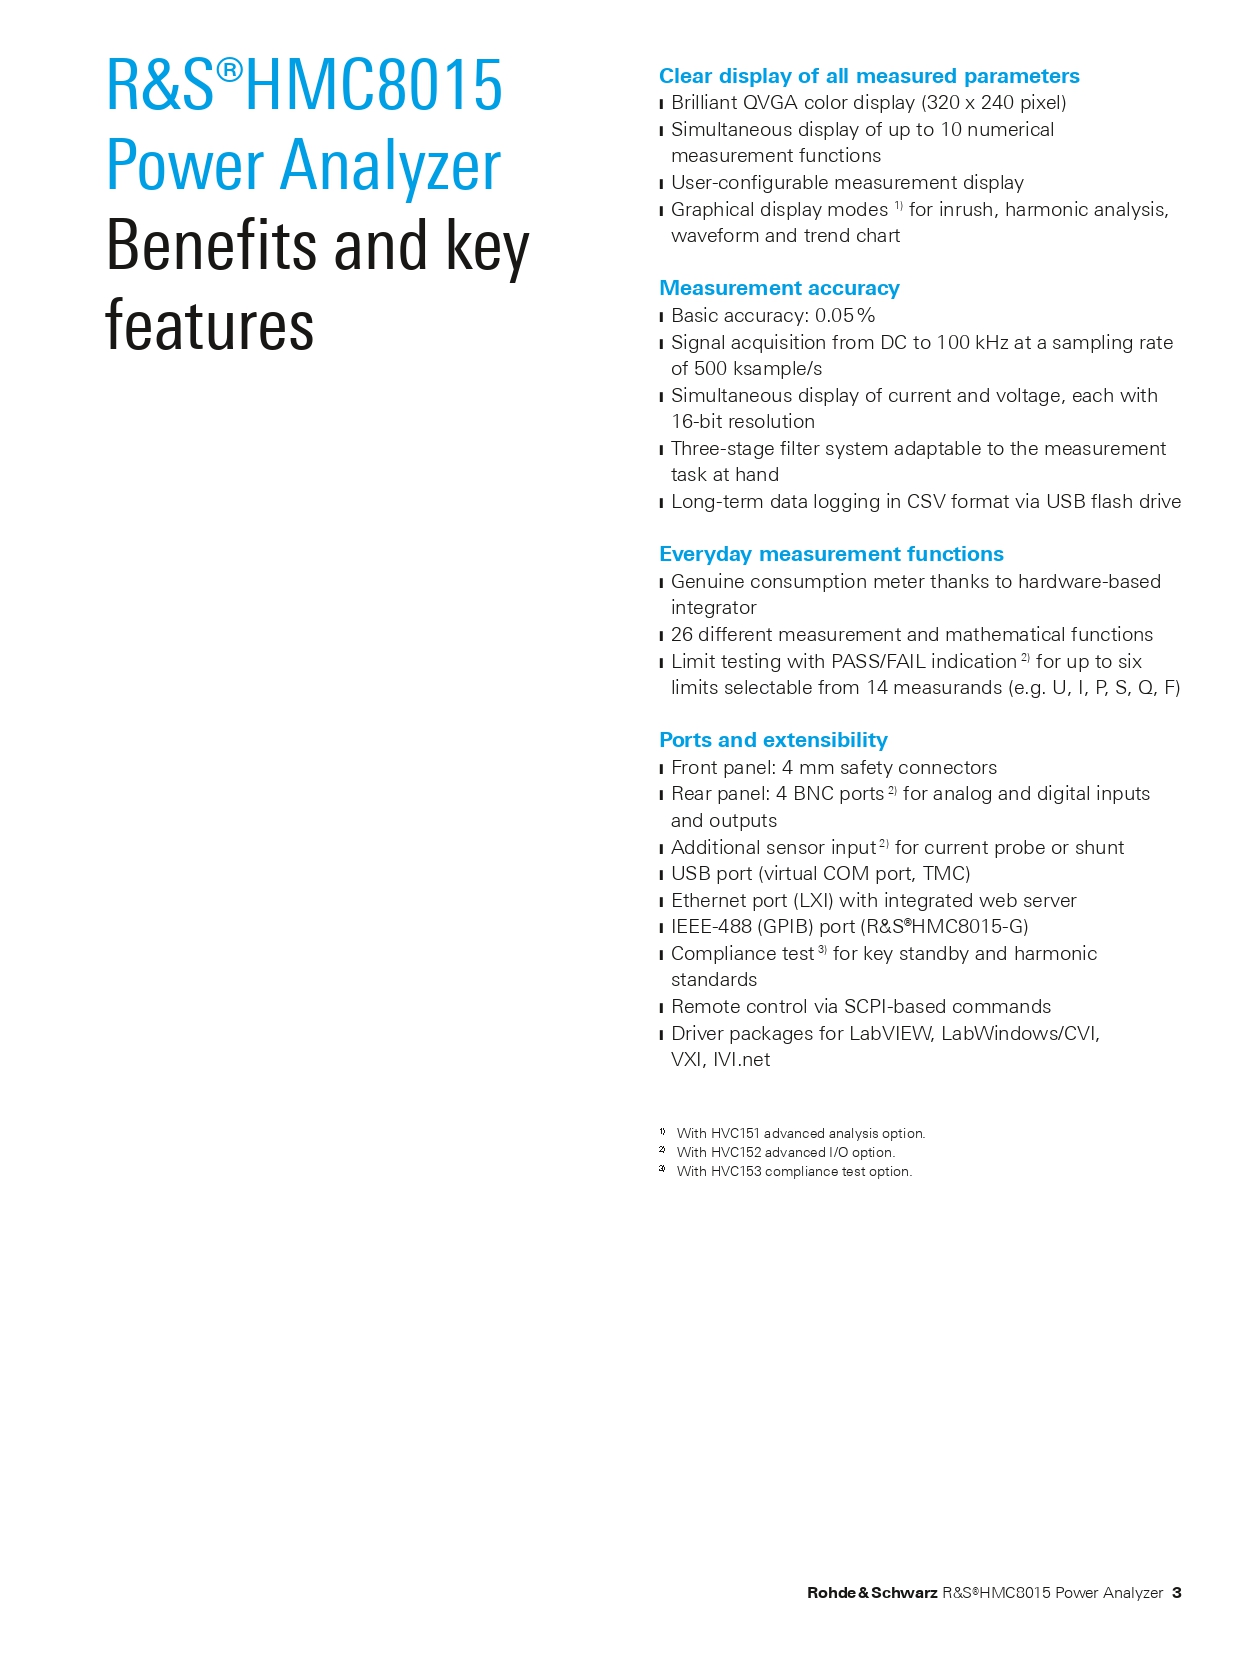 R&S®HMC8015
Power Analyzer
Benefits and key
features
Clear display of all measured parameters
ı Brilliant QVGA color display (320 x 240 pixel)
ı Simultaneous display of up to 10 numerical
measurement functions
ı User-configurable measurement display
ı Graphical display modes 1) for inrush, harmonic analysis,
waveform and trend chart
Measurement accuracy
ı Basic accuracy: 0.05 %
ı Signal acquisition from DC to 100 kHz at a sampling rate
of 500 ksample/s
ı Simultaneous display of current and voltage, each with
16-bit resolution
ı Three-stage filter system adaptable to the measurement
task at hand
ı Long-term data logging in CSV format via USB flash drive
Everyday measurement functions
ı Genuine consumption meter thanks to hardware-based
integrator
ı 26 different measurement and mathematical functions
ı Limit testing with PASS/FAIL indication 2) for up to six
limits selectable from 14 measurands (e.g. U, I, P, S, Q, F)
Ports and extensibility
ı Front panel: 4 mm safety connectors
ı Rear panel: 4 BNC ports 2) for analog and digital inputs
and outputs
ı Additional sensor input 2) for current probe or shunt
ı USB port (virtual COM port, TMC)
ı Ethernet port (LXI) with integrated web server
ı IEEE-488 (GPIB) port (R&S®HMC8015-G)
ı Compliance test 3) for key standby and harmonic
standards
ı Remote control via SCPI-based commands
ı Driver packages for LabVIEW, LabWindows/CVI,
VXI, IVI.net
1) With HVC151 advanced analysis option.
2) With HVC152 advanced I/O option.
3) With HVC153 compliance test option.
Rohde & Schwarz R&S®HMC8015 Power Analyzer 3